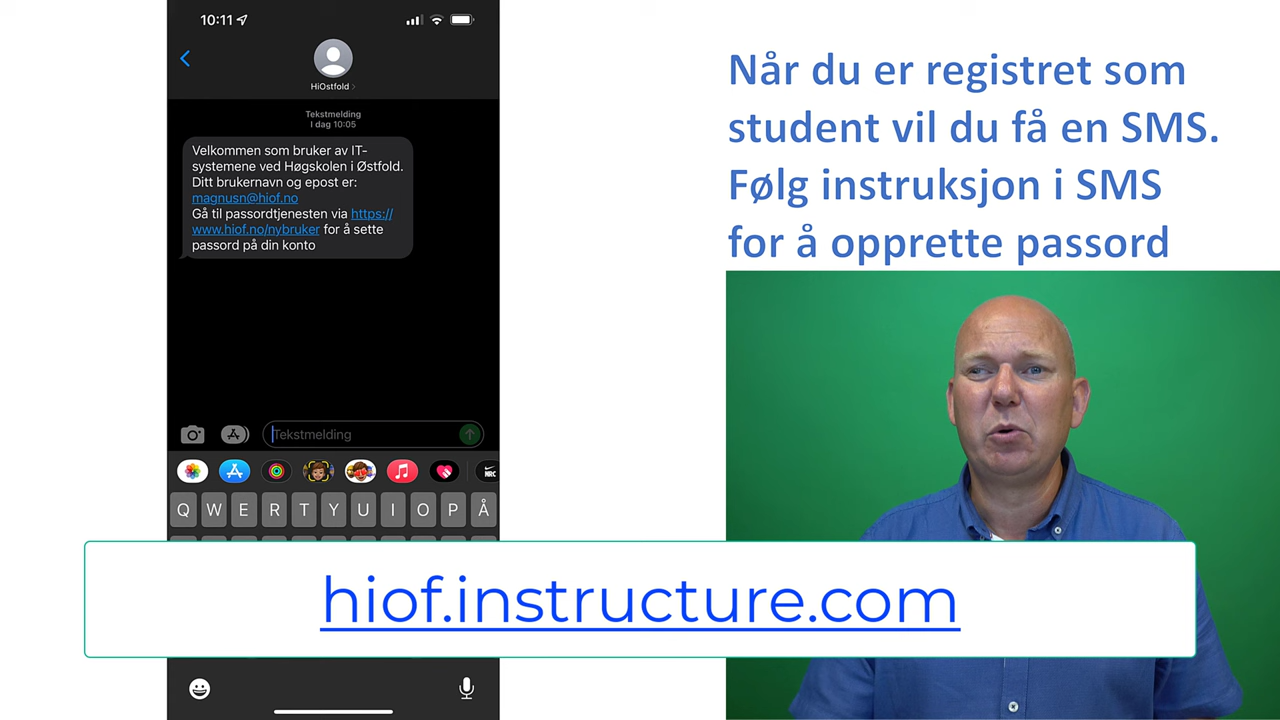 10:11
HiOstfold
Tekstmelding
I dag 10:05
Velkommen som bruker av IT-
systemene ved Høgskolen i Østfold.
Ditt brukernavn og epost er:
magnusn@hiof.no
Gå til passordtjenesten via https://
www.hiof.no/nybruker for å sette
passord på din konto
Tekstmelding
NRC
Q W E R T Y U I O P Å
Når du er registret som
student vil du få en SMS.
Følg instruksjon i SMS
for å opprette passord
hiof.instructure.com